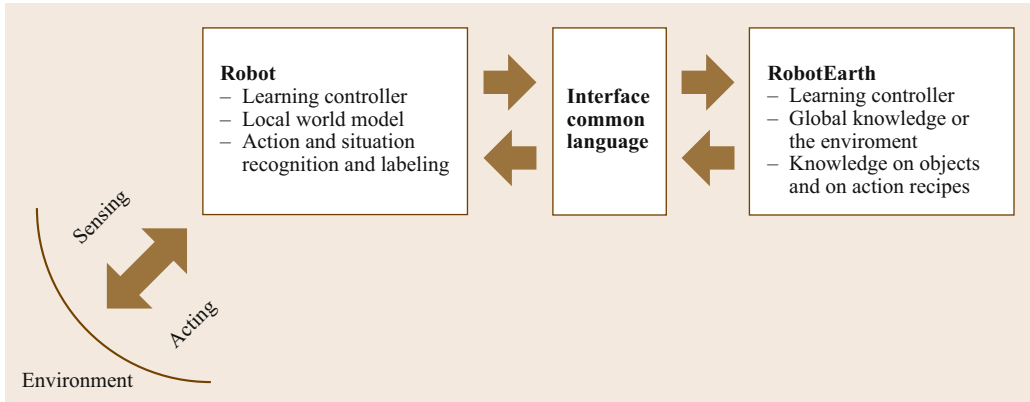 Robot
– Learning controller
– Local world model
– Action and situation
recognition and labeling
Interface
common
language
RobotEarth
– Learning controller
– Global knowledge or
the enviroment
– Knowledge on objects
and on action recipes
Sensing
Acting
Environment